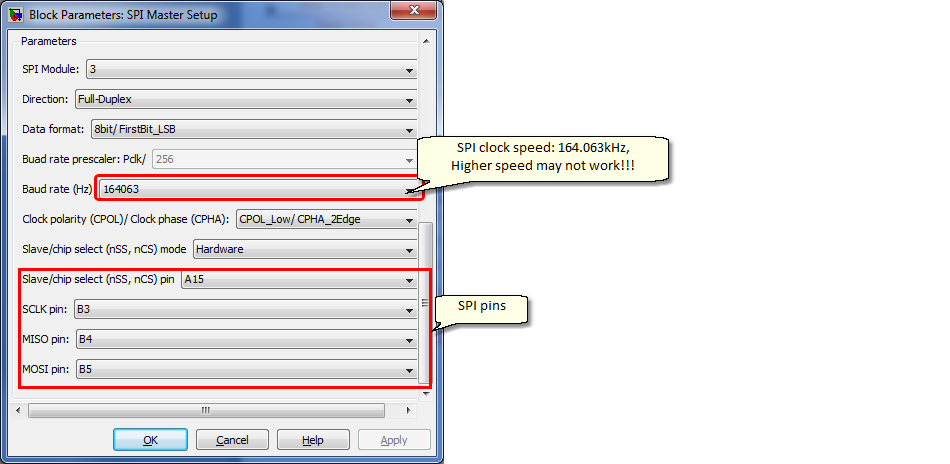 Block Parameters: SPI Master Setup
Parameters
SPI Module: 3
Direction: Full-Duplex
Data format: 8bit/ FirstBit_LSB
Buad rate prescaler: Pclk/ 256
Baud rate (Hz) 164063
Clock polarity (CPOL)/ Clock phase (CPHA): CPOL_Low/ CPHA_2Edge
Slave/chip select (nSS, nCS) mode Hardware
Slave/chip select (nSS, nCS) pin A15
SCLK pin: B3
MISO pin: B4
MOSI pin: B5
OK Cancel Help Apply
SPI clock speed: 164.063kHz,
Higher speed may not work!!!
SPI pins